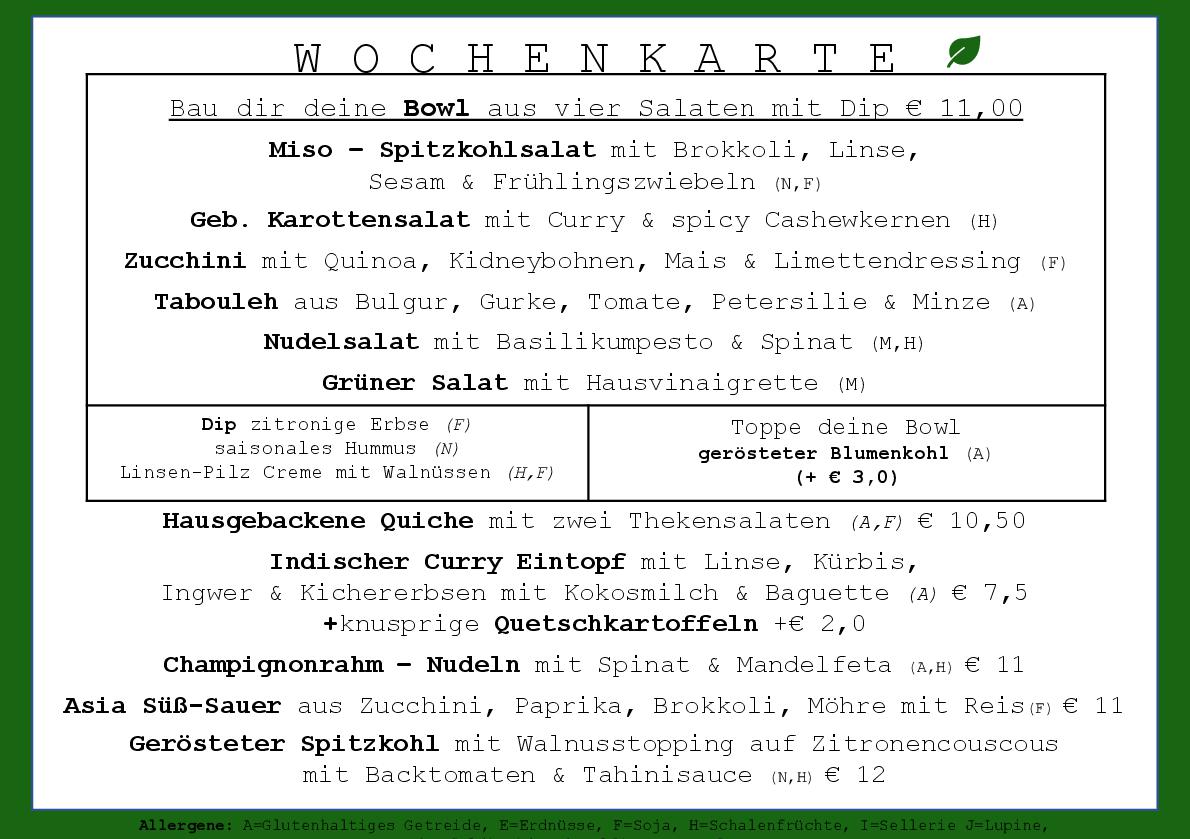 WOCHENKARTE
Bau dir deine Bowl aus vier Salaten mit Dip € 11,00
Miso – Spitzkohlsalat mit Brokkoli, Linse,
Sesam & Frühlingszwiebeln (N,F)
Geb. Karottensalat mit Curry & spicy Cashewkernen (H)
Zucchini mit Quinoa, Kidneybohnen, Mais & Limettendressing (F)
Tabouleh aus Bulgur, Gurke, Tomate, Petersilie & Minze (A)
Nudelsalat mit Basilikumpesto & Spinat (M,H)
Grüner Salat mit Hausvinaigrette (M)
Dip zitronige Erbse (F)
saisonales Hummus (N)
Linsen-Pilz Creme mit Walnüssen (H,F)
Toppe deine Bowl
gerösteter Blumenkohl (A)
(+ € 3,0)
Hausgebackene Quiche mit zwei Thekensalaten (A,F) € 10,50
Indischer Curry Eintopf mit Linse, Kürbis,
Ingwer & Kichererbsen mit Kokosmilch & Baguette (A) € 7,5
+knusprige Quetschkartoffeln +€ 2,0
Champignonrahm – Nudeln mit Spinat & Mandelfeta (A,H) € 11
Asia Süß-Sauer aus Zucchini, Paprika, Brokkoli, Möhre mit Reis(F) € 11
Gerösteter Spitzkohl mit Walnusstopping auf Zitronencouscous
mit Backtomaten & Tahinisauce (N,H) € 12
Allergene: A=Glutenhaltiges Getreide, E=Erdnüsse, F=Soja, H=Schalenfrüchte, I=Sellerie J=Lupine,